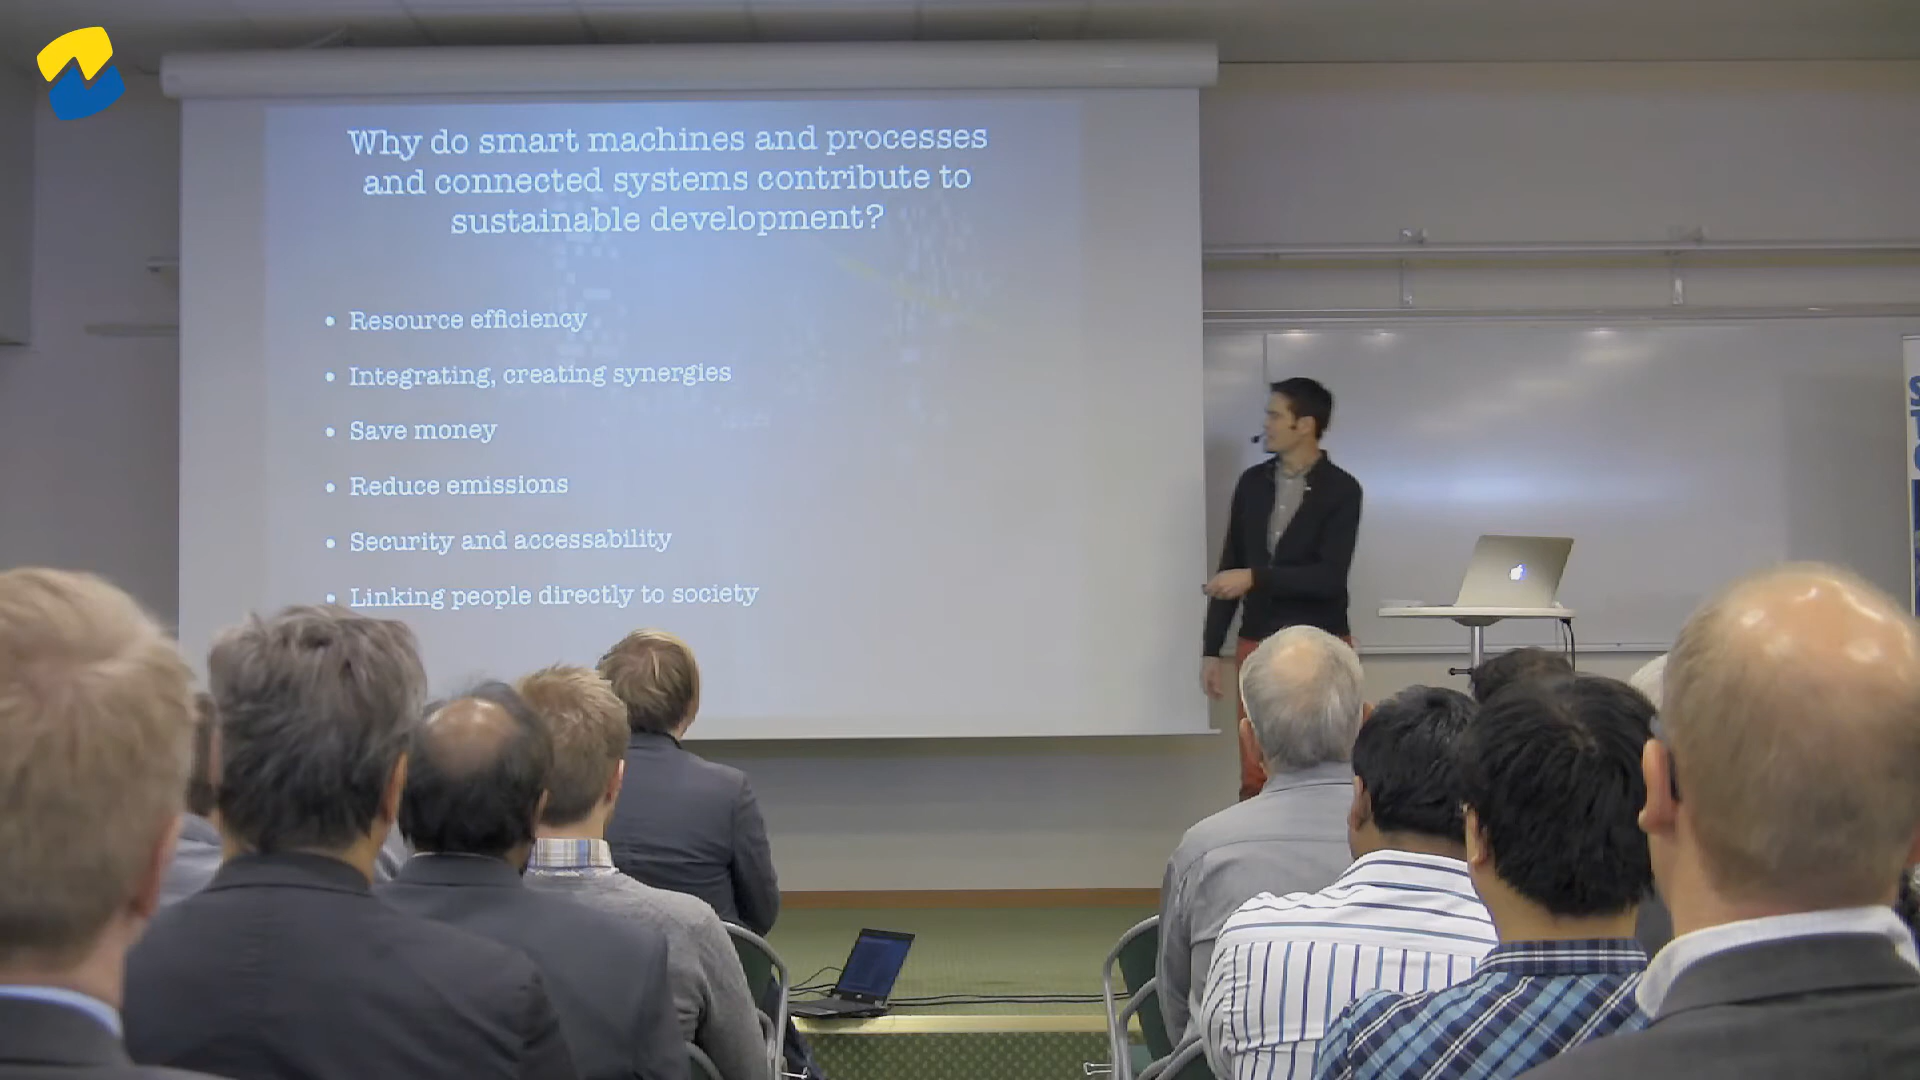 Why do smart machines and processes
and connected systems contribute to
sustainable development?
• Resource efficiency
• Integrating, creating synergies
• Save money
• Reduce emissions
• Security and accessability
• Linking people directly to society